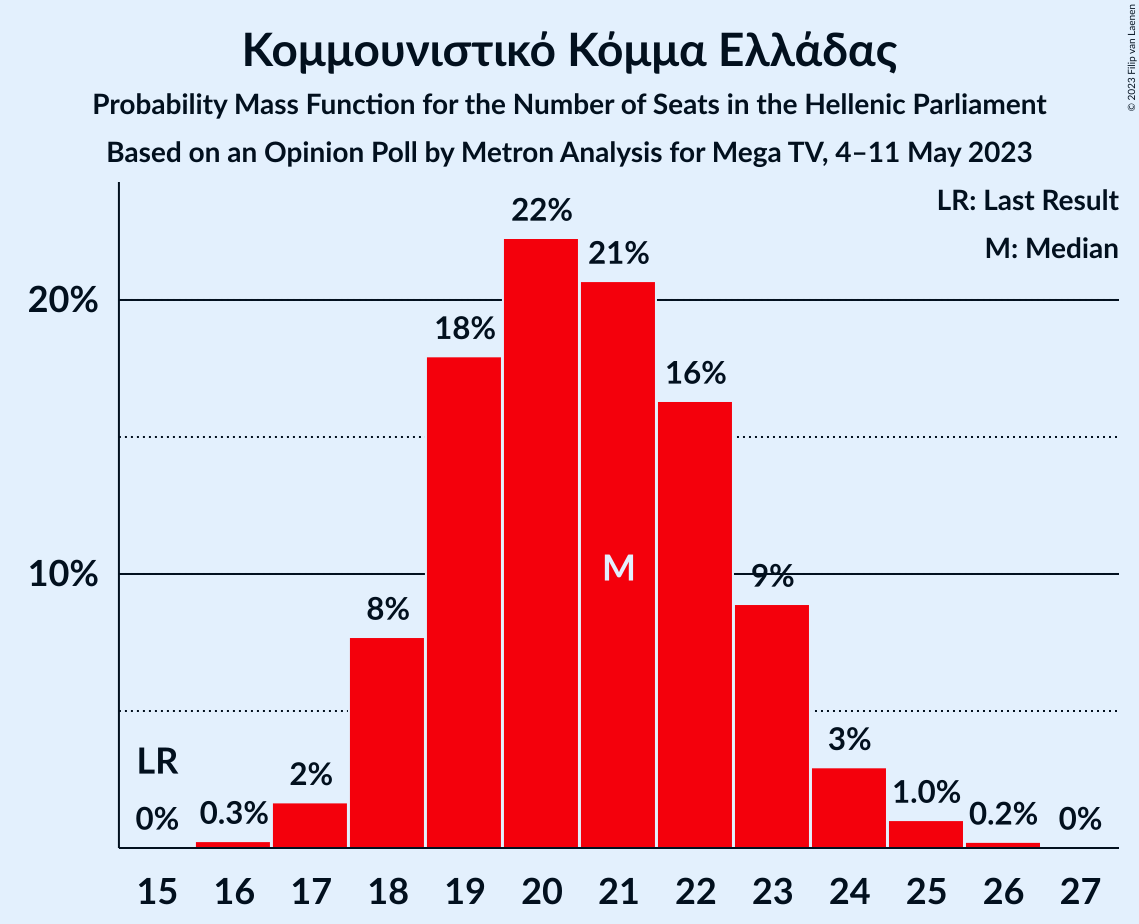 Κομμουνιστικό Κόμμα Ελλάδας
Probability Mass Function for the Number of Seats in the Hellenic Parliament
Based on an Opinion Poll by Metron Analysis for Mega TV, 4–11 May 2023
© 2023 Filip van Laenen
LR: Last Result
M: Median
22%
21%
20%
18%
16%
M
10%
9%
8%
LR
3%
2%
1.0%
0%
0.3%
0.2%
0%
15 16 17 18 19 20 21 22 23 24 25 26 27